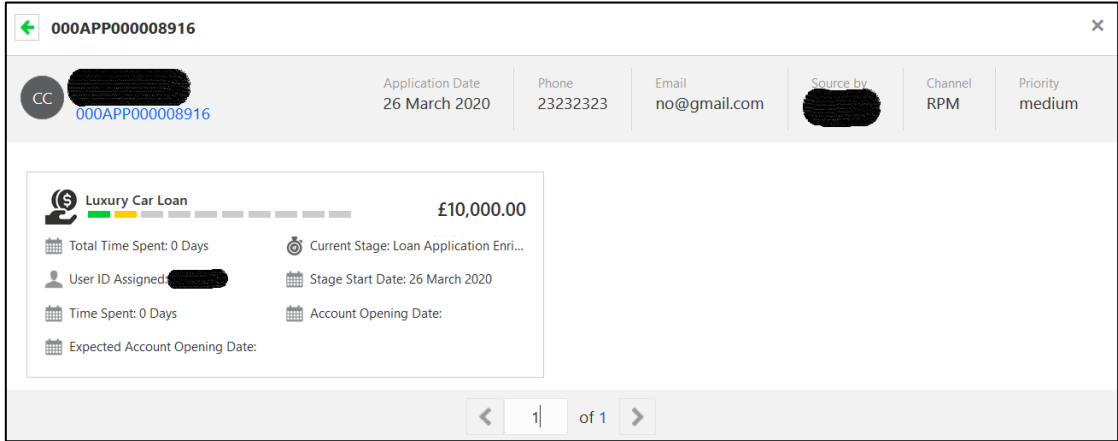 000APP000008916
CC
000APP000008916
Application Date
26 March 2020
Phone
23232323
Email
no@gmail.com
Source by
Channel
RPM
Priority
medium
Luxury Car Loan
£10,000.00
Total Time Spent: 0 Days
Current Stage: Loan Application Enri...
User ID Assigned:
Stage Start Date: 26 March 2020
Time Spent: 0 Days
Account Opening Date:
Expected Account Opening Date:
1 of 1